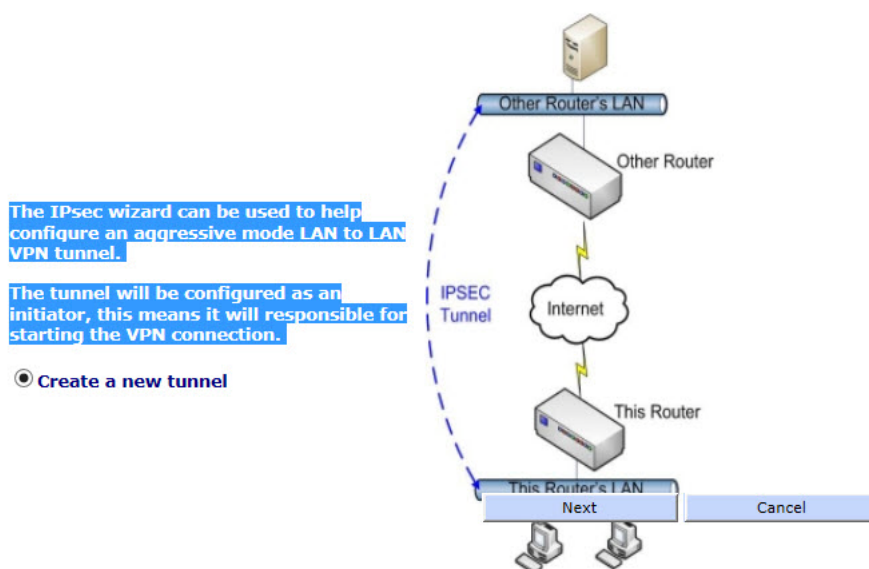 The IPsec wizard can be used to help
configure an aggressive mode LAN to LAN
VPN tunnel.
The tunnel will be configured as an
initiator, this means it will responsible for
starting the VPN connection.
Create a new tunnel
Other Router's LAN
Other Router
IPSEC
Tunnel
Internet
This Router
This Router's LAN
Next
Cancel